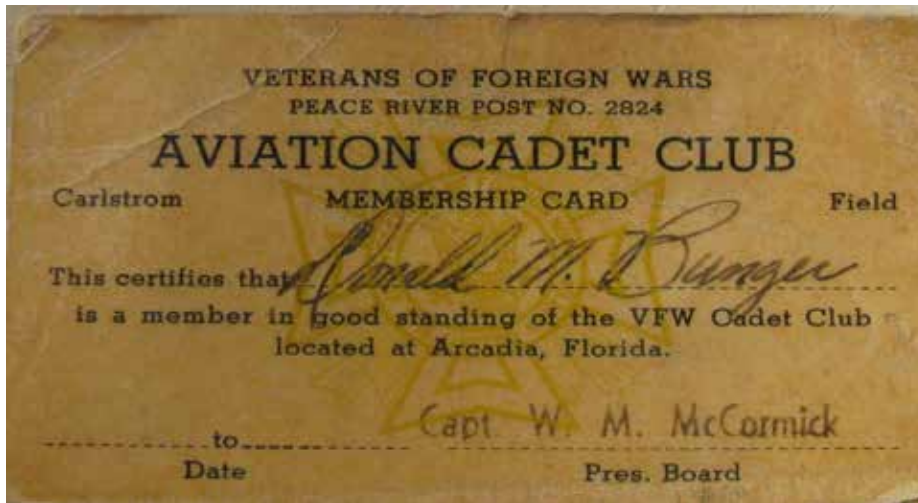 VETERANS OF FOREIGN WARS
PEACE RIVER POST NO. 2824
AVIATION CADET CLUB
Carlstrom MEMBERSHIP CARD Field
This certifies that Donald M. Bunger
is a member in good standing of the VFW Cadet Club
located at Arcadia, Florida.
Capt W. M. McCormick
to
Date Pres. Board